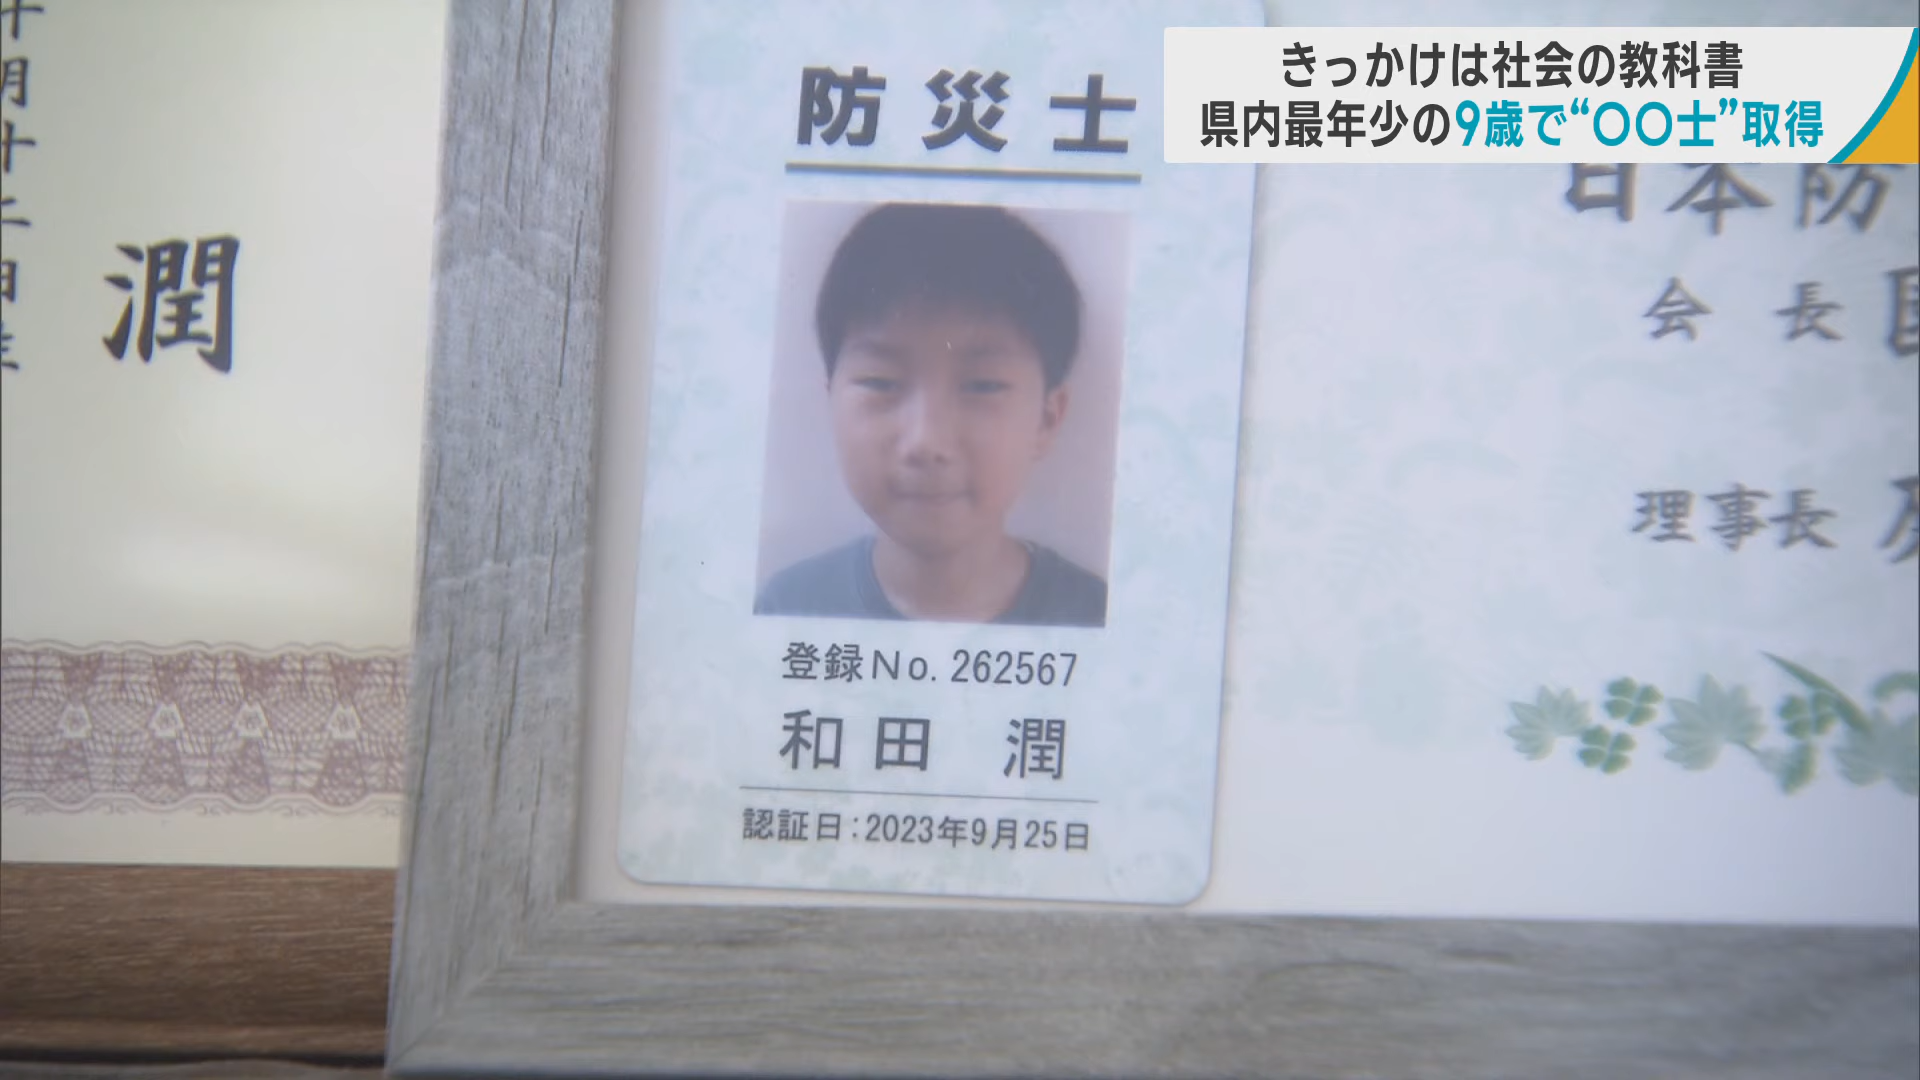 きっかけは社会の教科書
県内最年少の9歳で“〇〇士”取得
防災士
登録No. 262567
和田 潤
認証日：2023年9月25日
潤
日本防
会長
理事長